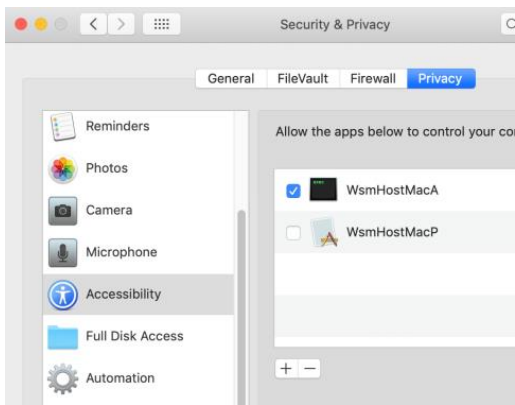 Security & Privacy
General FileVault Firewall Privacy
Reminders
Photos
Camera
Microphone
Accessibility
Full Disk Access
Automation
Allow the apps below to control your
WsmHostMacA
WsmHostMacP